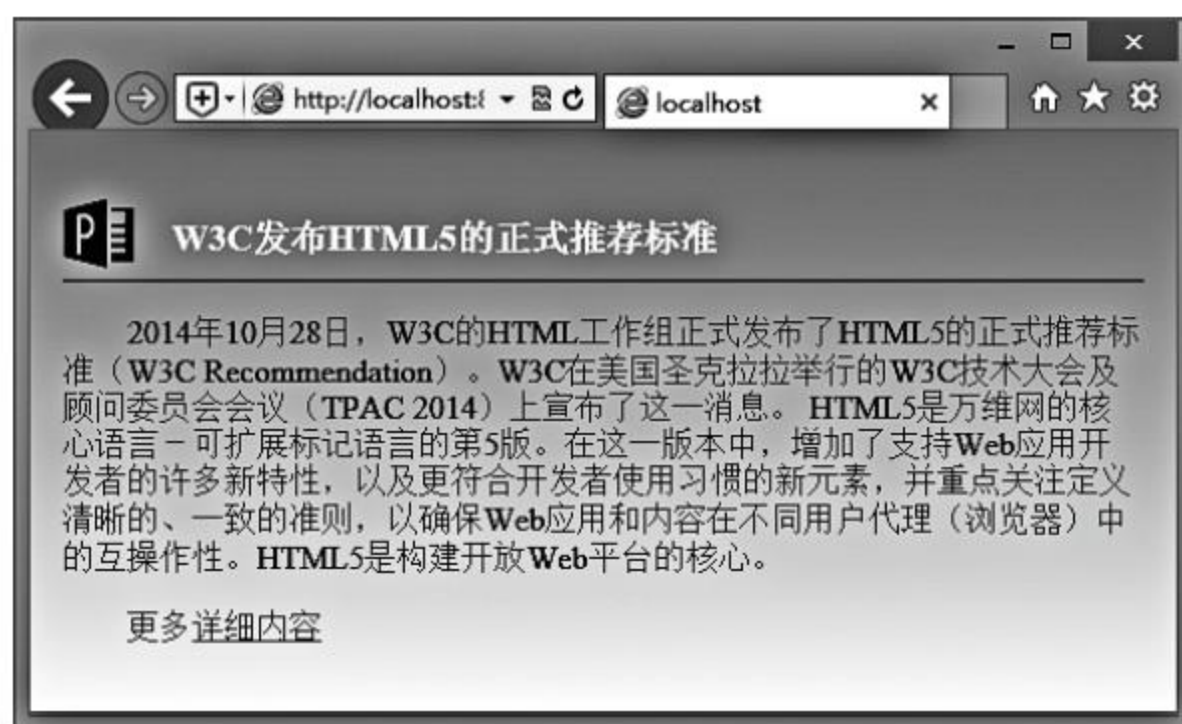 http://localhost:8
localhost
W3C发布HTML5的正式推荐标准
2014年10月28日，W3C的HTML工作组正式发布了HTML5的正式推荐标
准（W3C Recommendation）。W3C在美国圣克拉拉举行的W3C技术大会及
顾问委员会会议（TPAC 2014）上宣布了这一消息。 HTML5是万维网的核
心语言－可扩展标记语言的第5版。在这一版本中，增加了支持Web应用开
发者的许多新特性，以及更符合开发者使用习惯的新元素，并重点关注定义
清晰的、一致的准则，以确保Web应用和内容在不同用户代理（浏览器）中
的互操作性。HTML5是构建开放Web平台的核心。
更多详细内容